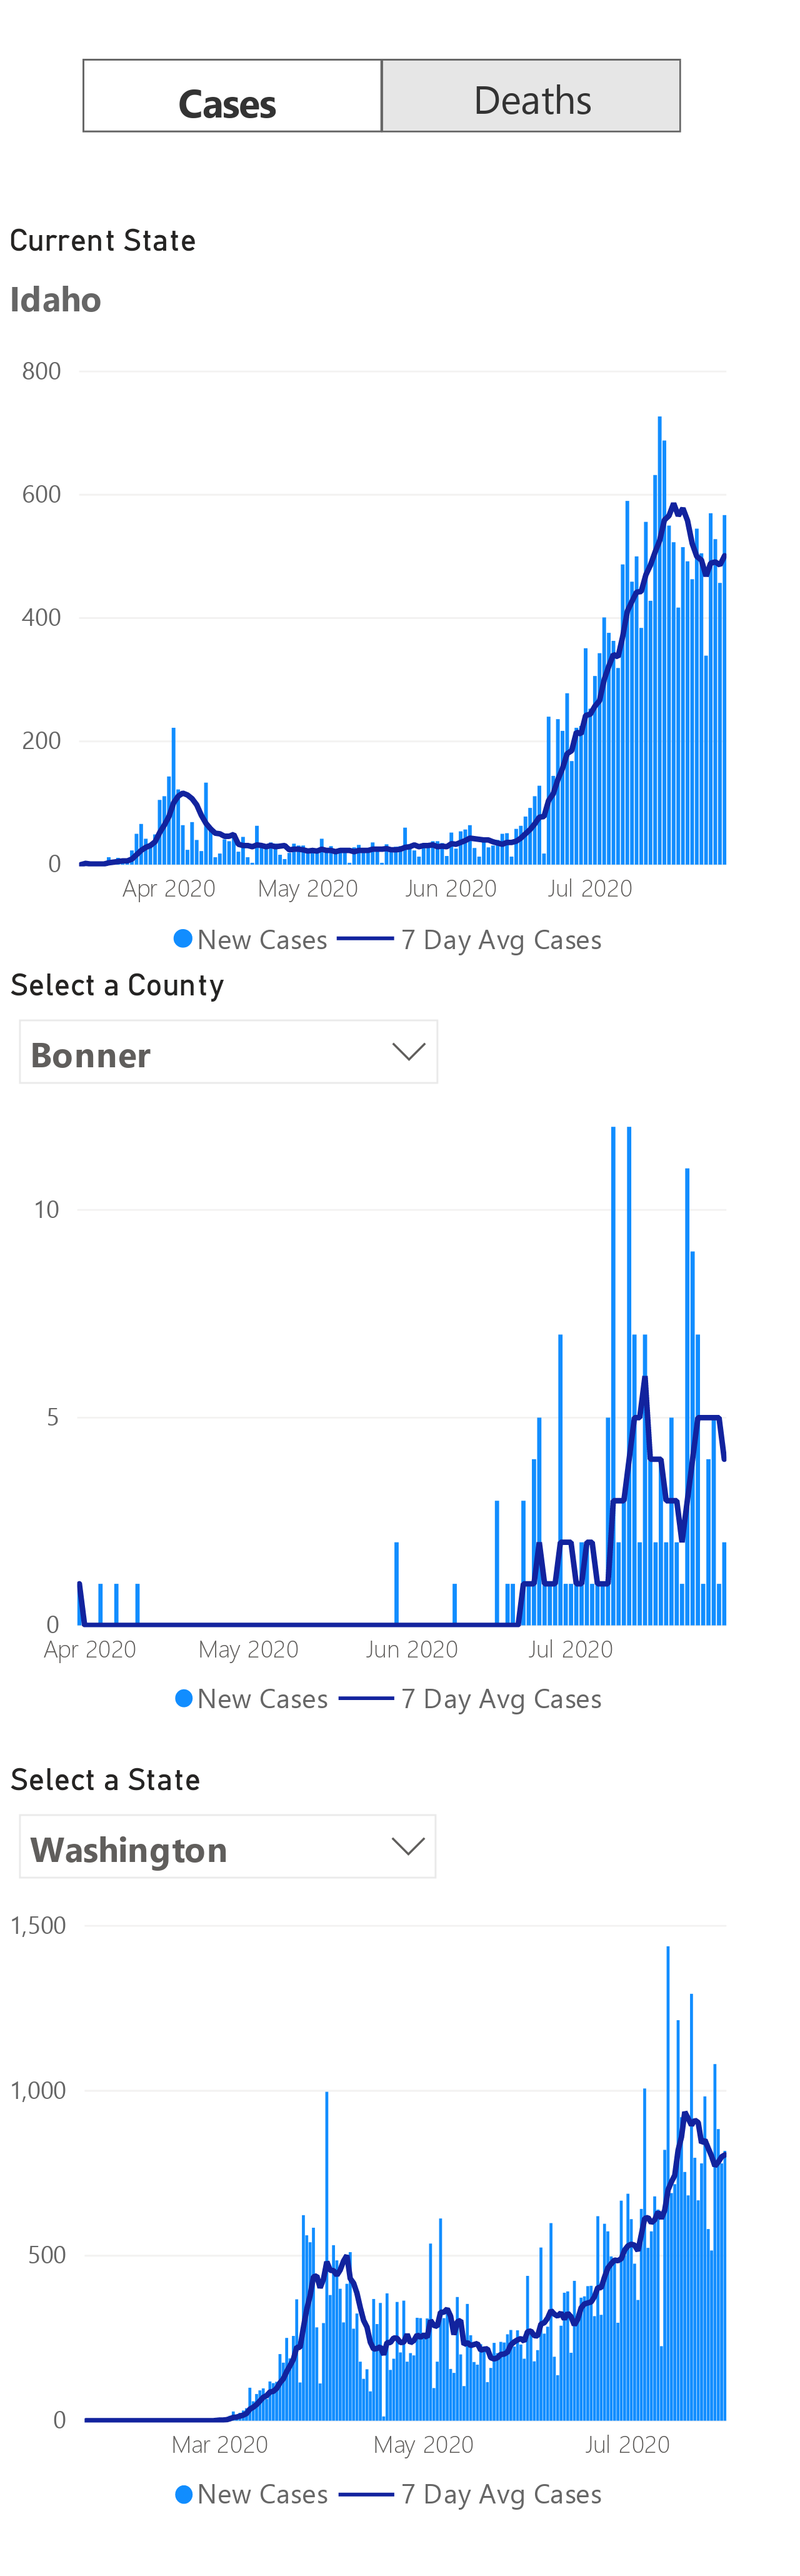 Cases Deaths
Current State
Idaho
800
600
400
200
0
Apr 2020 May 2020 Jun 2020 Jul 2020
New Cases 7 Day Avg Cases
Select a County
Bonner
10
5
0
Apr 2020 May 2020 Jun 2020 Jul 2020
New Cases 7 Day Avg Cases
Select a State
Washington
1,500
1,000
500
0
Mar 2020 May 2020 Jul 2020
New Cases 7 Day Avg Cases